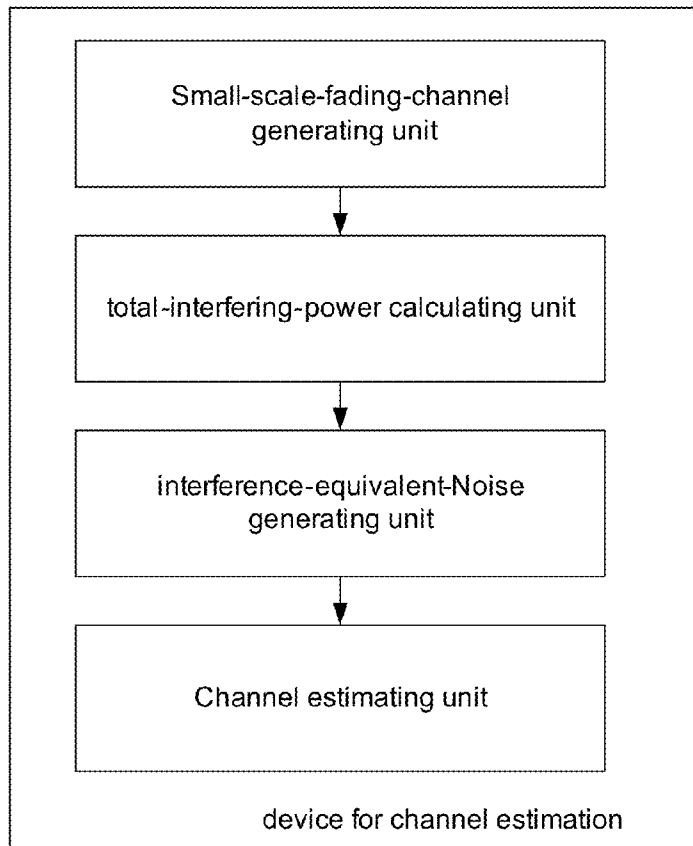 Small-scale-fading-channel
generating unit
total-interfering-power calculating unit
interference-equivalent-Noise
generating unit
Channel estimating unit
device for channel estimation